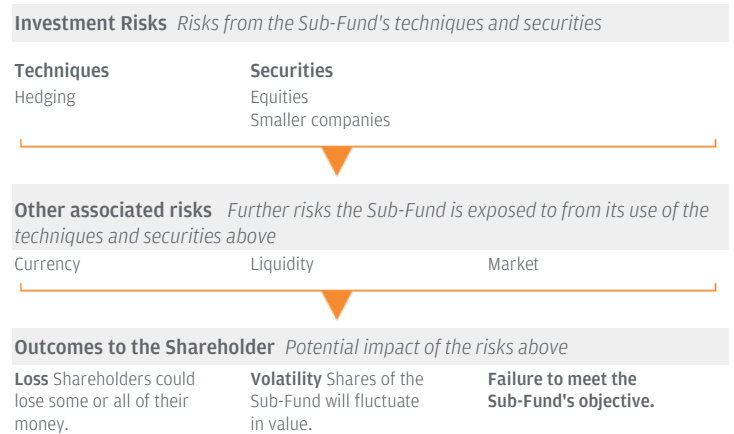 Investment Risks Risks from the Sub-Fund's techniques and securities
Techniques Securities
Hedging Equities
Smaller companies
Other associated risks Further risks the Sub-Fund is exposed to from its use of the
techniques and securities above
Currency Liquidity Market
Outcomes to the Shareholder Potential impact of the risks above
Loss Shareholders could
lose some or all of their
money.
Volatility Shares of the
Sub-Fund will fluctuate
in value.
Failure to meet the
Sub-Fund's objective.